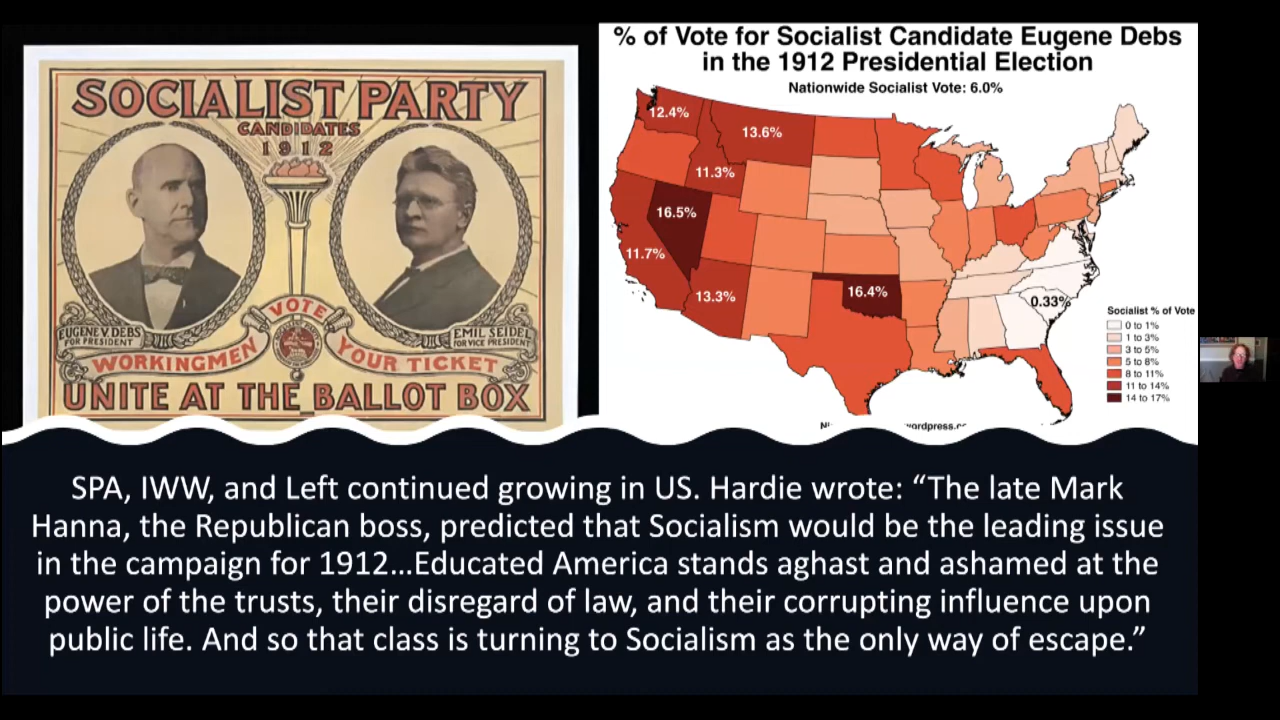 SOCIALIST PARTY
CANDIDATES
1912
EUGENE V. DEBS
FOR PRESIDENT
EMIL SEIDEL
FOR VICE PRESIDENT
VOTE
WORKINGMEN
YOUR TICKET
UNITE AT THE BALLOT BOX
% of Vote for Socialist Candidate Eugene Debs
in the 1912 Presidential Election
Nationwide Socialist Vote: 6.0%
12.4%
13.6%
11.3%
16.5%
11.7%
13.3%
16.4%
0.33%
Socialist % of Vote
0 to 1%
1 to 3%
3 to 5%
5 to 8%
8 to 11%
11 to 14%
14 to 17%
SPA, IWW, and Left continued growing in US. Hardie wrote: “The late Mark
Hanna, the Republican boss, predicted that Socialism would be the leading issue
in the campaign for 1912...Educated America stands aghast and ashamed at the
power of the trusts, their disregard of law, and their corrupting influence upon
public life. And so that class is turning to Socialism as the only way of escape.”